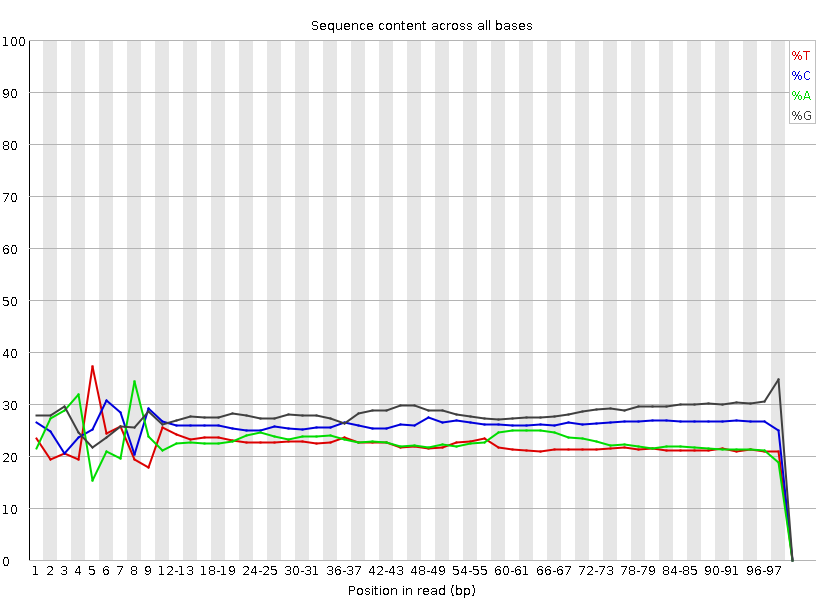 Sequence content across all bases
100
90
80
70
60
50
40
30
20
10
0
%T
%C
%A
%G
1 2 3 4 5 6 7 8 9 12-13 18-19 24-25 30-31 36-37 42-43 48-49 54-55 60-61 66-67 72-73 78-79 84-85 90-91 96-97
Position in read (bp)